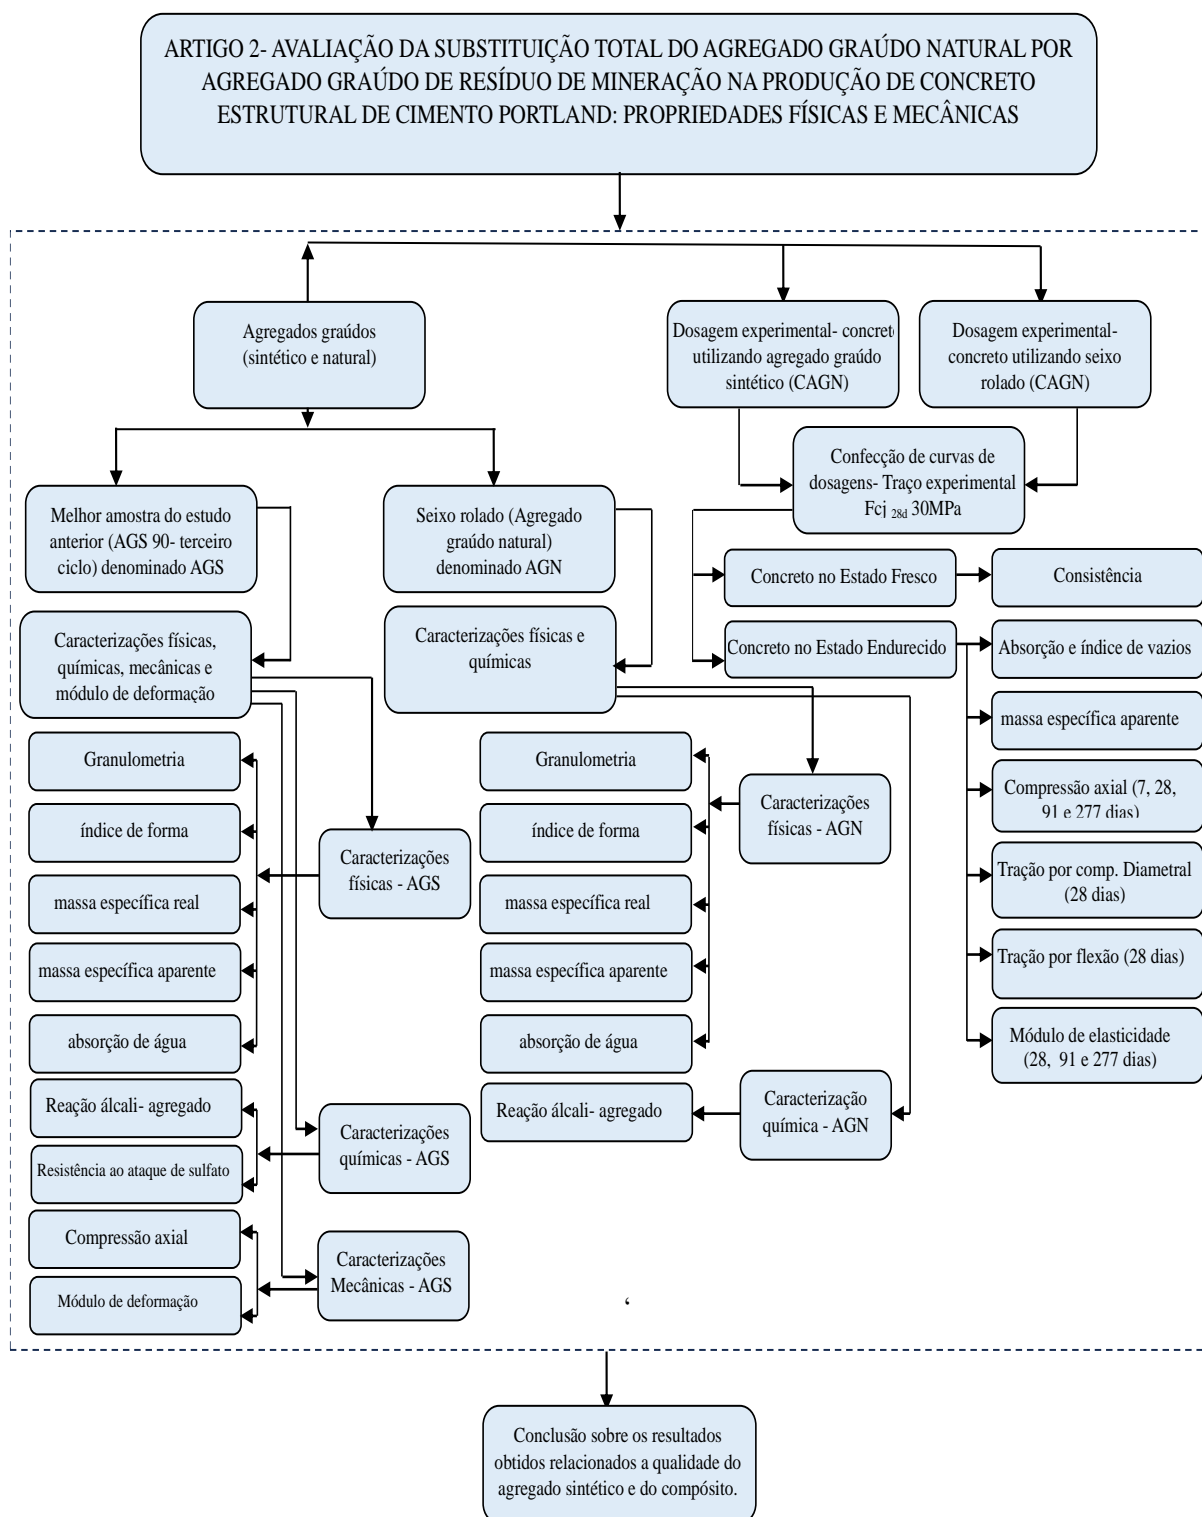 ARTIGO 2- AVALIAÇÃO DA SUBSTITUIÇÃO TOTAL DO AGREGADO GRAÚDO NATURAL POR
AGREGADO GRAÚDO DE RESÍDUO DE MINERAÇÃO NA PRODUÇÃO DE CONCRETO
ESTRUTURAL DE CIMENTO PORTLAND: PROPRIEDADES FÍSICAS E MECÂNICAS
Agregados graúdos
(sintético e natural)
Dosagem experimental- concreto
utilizando agregado graúdo
sintético (CAGN)
Dosagem experimental-
concreto utilizando seixo
rolado (CAGN)
Confecção de curvas de
dosagens- Traço experimental
Fcj 28d 30MPa
Melhor amostra do estudo
anterior (AGS 90- terceiro
ciclo) denominado AGS
Seixo rolado (Agregado
graúdo natural)
denominado AGN
Concreto no Estado Fresco
Consistência
Caracterizações físicas,
químicas, mecânicas e
módulo de deformação
Caracterizações físicas e
químicas
Concreto no Estado Endurecido
Absorção e índice de vazios
massa específica aparente
Compressão axial (7, 28,
91 e 277 dias)
Tração por comp. Diametral
(28 dias)
Tração por flexão (28 dias)
Módulo de elasticidade
(28, 91 e 277 dias)
Granulometria
índice de forma
massa específica real
massa específica aparente
absorção de água
Caracterizações
físicas - AGS
Reação álcali- agregado
Resistência ao ataque de sulfato
Caracterizações
químicas - AGS
Compressão axial
Módulo de deformação
Caracterizações
Mecânicas - AGS
Granulometria
índice de forma
massa específica real
massa específica aparente
absorção de água
Caracterizações
físicas - AGN
Reação álcali- agregado
Caracterização
química - AGN
‘
Conclusão sobre os resultados
obtidos relacionados a qualidade do
agregado sintético e do compósito.